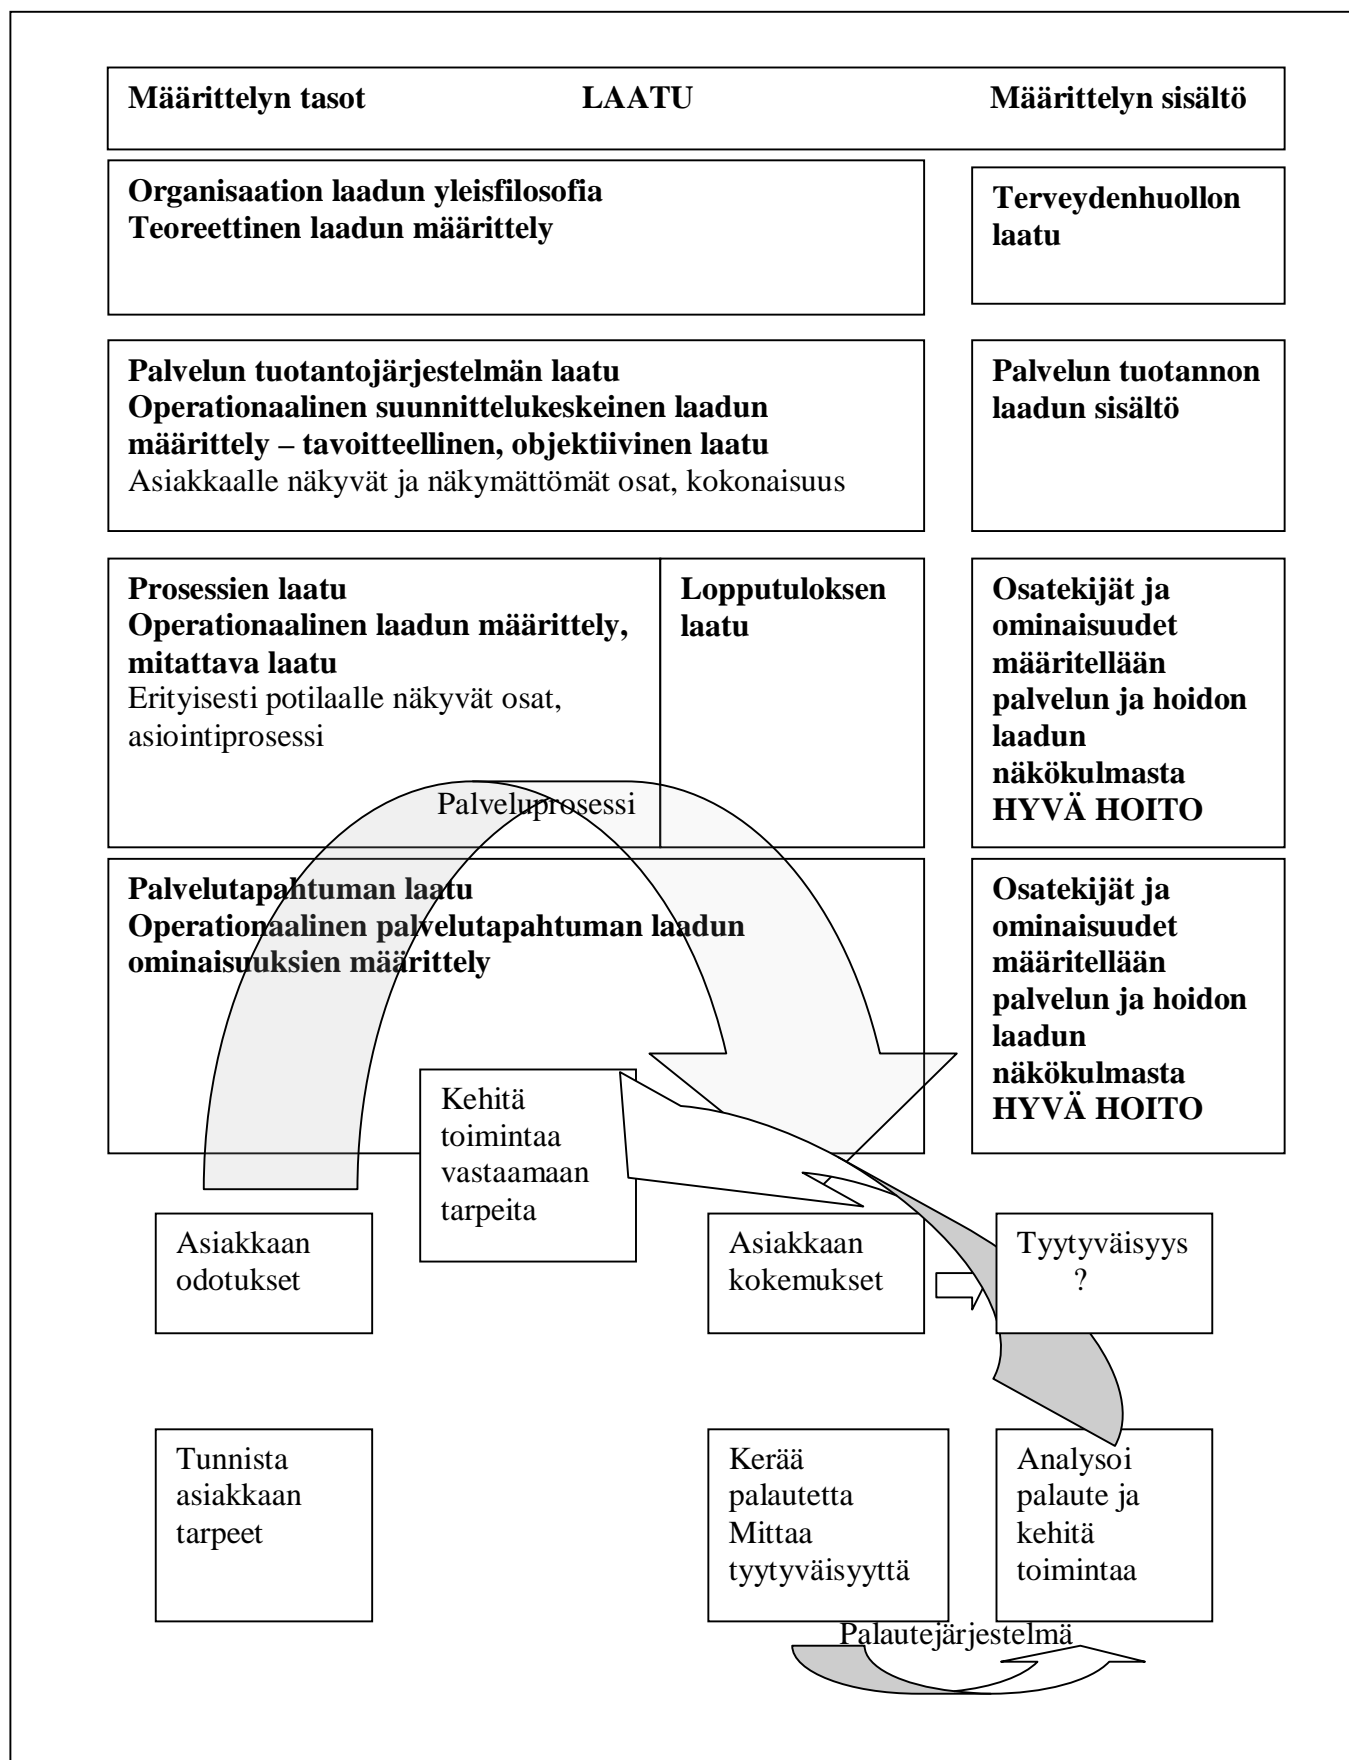 Määrittelyn tasot LAATU Määrittelyn sisältö
Organisaation laadun yleisfilosofia
Teoreettinen laadun määrittely
Terveydenhuollon
laatu
Palvelun tuotantojärjestelmän laatu
Operationaalinen suunnittelukeskeinen laadun
määrittely – tavoitteellinen, objektiivinen laatu
Asiakkaalle näkyvät ja näkymättömät osat, kokonaisuus
Palvelun tuotannon
laadun sisältö
Prosessien laatu
Operationaalinen laadun määrittely,
mitattava laatu
Erityisesti potilaalle näkyvät osat,
asiointiprosessi
Lopputuloksen
laatu
Osatekijät ja
ominaisuudet
määritellään
palvelun ja hoidon
laadun
näkökulmasta
HYVÄ HOITO
Palveluprosessi
Palvelutapahtuman laatu
Operationaalinen palvelutapahtuman laadun
ominaisuuksien määrittely
Osatekijät ja
ominaisuudet
määritellään
palvelun ja hoidon
laadun
näkökulmasta
HYVÄ HOITO
Kehitä
toimintaa
vastaamaan
tarpeita
Asiakkaan
odotukset
Asiakkaan
kokemukset
Tyytyväisyys
?
Tunnista
asiakkaan
tarpeet
Kerää
palautetta
Mittaa
tyytyväisyyttä
Analysoi
palaute ja
kehitä
toimintaa
Palautejärjestelmä